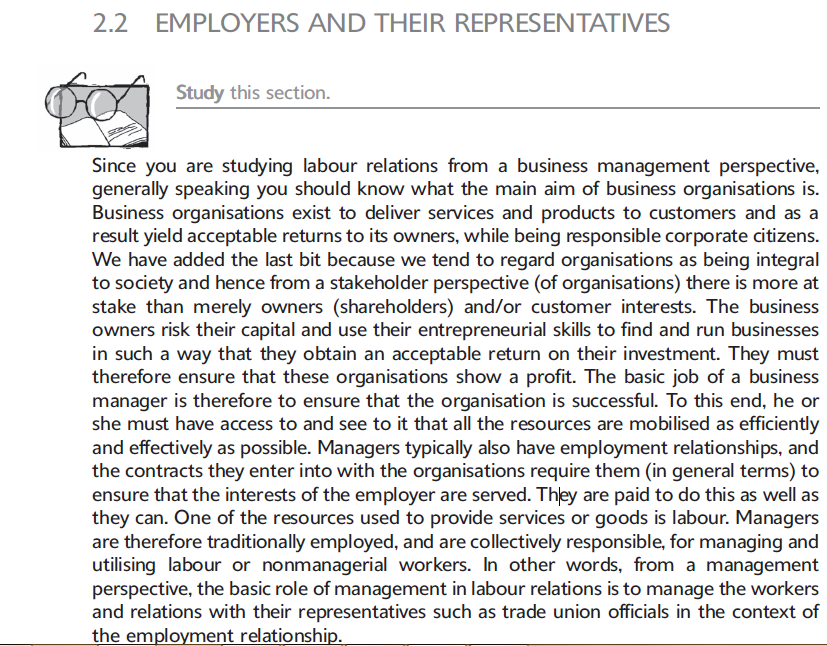 2.2 EMPLOYERS AND THEIR REPRESENTATIVES
Study this section.
Since you are studying labour relations from a business management perspective,
generally speaking you should know what the main aim of business organisations is.
Business organisations exist to deliver services and products to customers and as a
result yield acceptable returns to its owners, while being responsible corporate citizens.
We have added the last bit because we tend to regard organisations as being integral
to society and hence from a stakeholder perspective (of organisations) there is more at
stake than merely owners (shareholders) and/or customer interests. The business
owners risk their capital and use their entrepreneurial skills to find and run businesses
in such a way that they obtain an acceptable return on their investment. They must
therefore ensure that these organisations show a profit. The basic job of a business
manager is therefore to ensure that the organisation is successful. To this end, he or
she must have access to and see to it that all the resources are mobilised as efficiently
and effectively as possible. Managers typically also have employment relationships, and
the contracts they enter into with the organisations require them (in general terms) to
ensure that the interests of the employer are served. They are paid to do this as well as
they can. One of the resources used to provide services or goods is labour. Managers
are therefore traditionally employed, and are collectively responsible, for managing and
utilising labour or nonmanagerial workers. In other words, from a management
perspective, the basic role of management in labour relations is to manage the workers
and relations with their representatives such as trade union officials in the context of
the employment relationship.